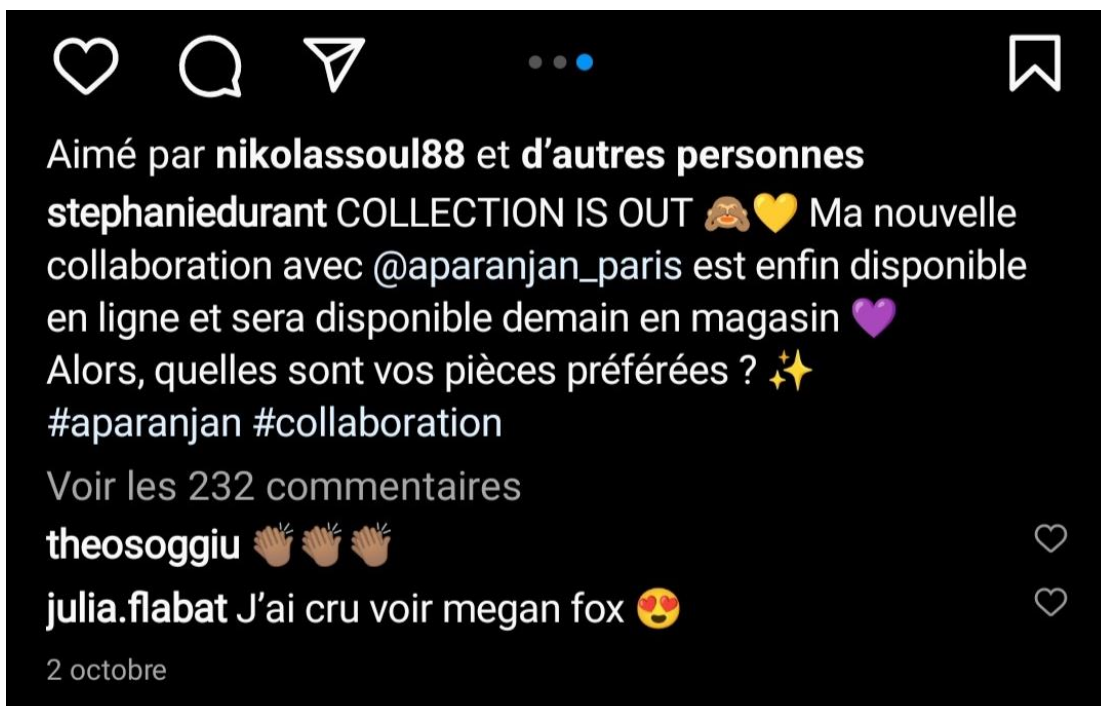 Aimé par nikolassoul88 et d’autres personnes
stephaniedurant COLLECTION IS OUT 🙈💛 Ma nouvelle
collaboration avec @aparanjan_paris est enfin disponible
en ligne et sera disponible demain en magasin 💜
Alors, quelles sont vos pièces préférées ? ✨
#aparanjan #collaboration
Voir les 232 commentaires
theosoggiu 👏🏽👏🏽👏🏽
julia.flabat J’ai cru voir megan fox 😍
2 octobre